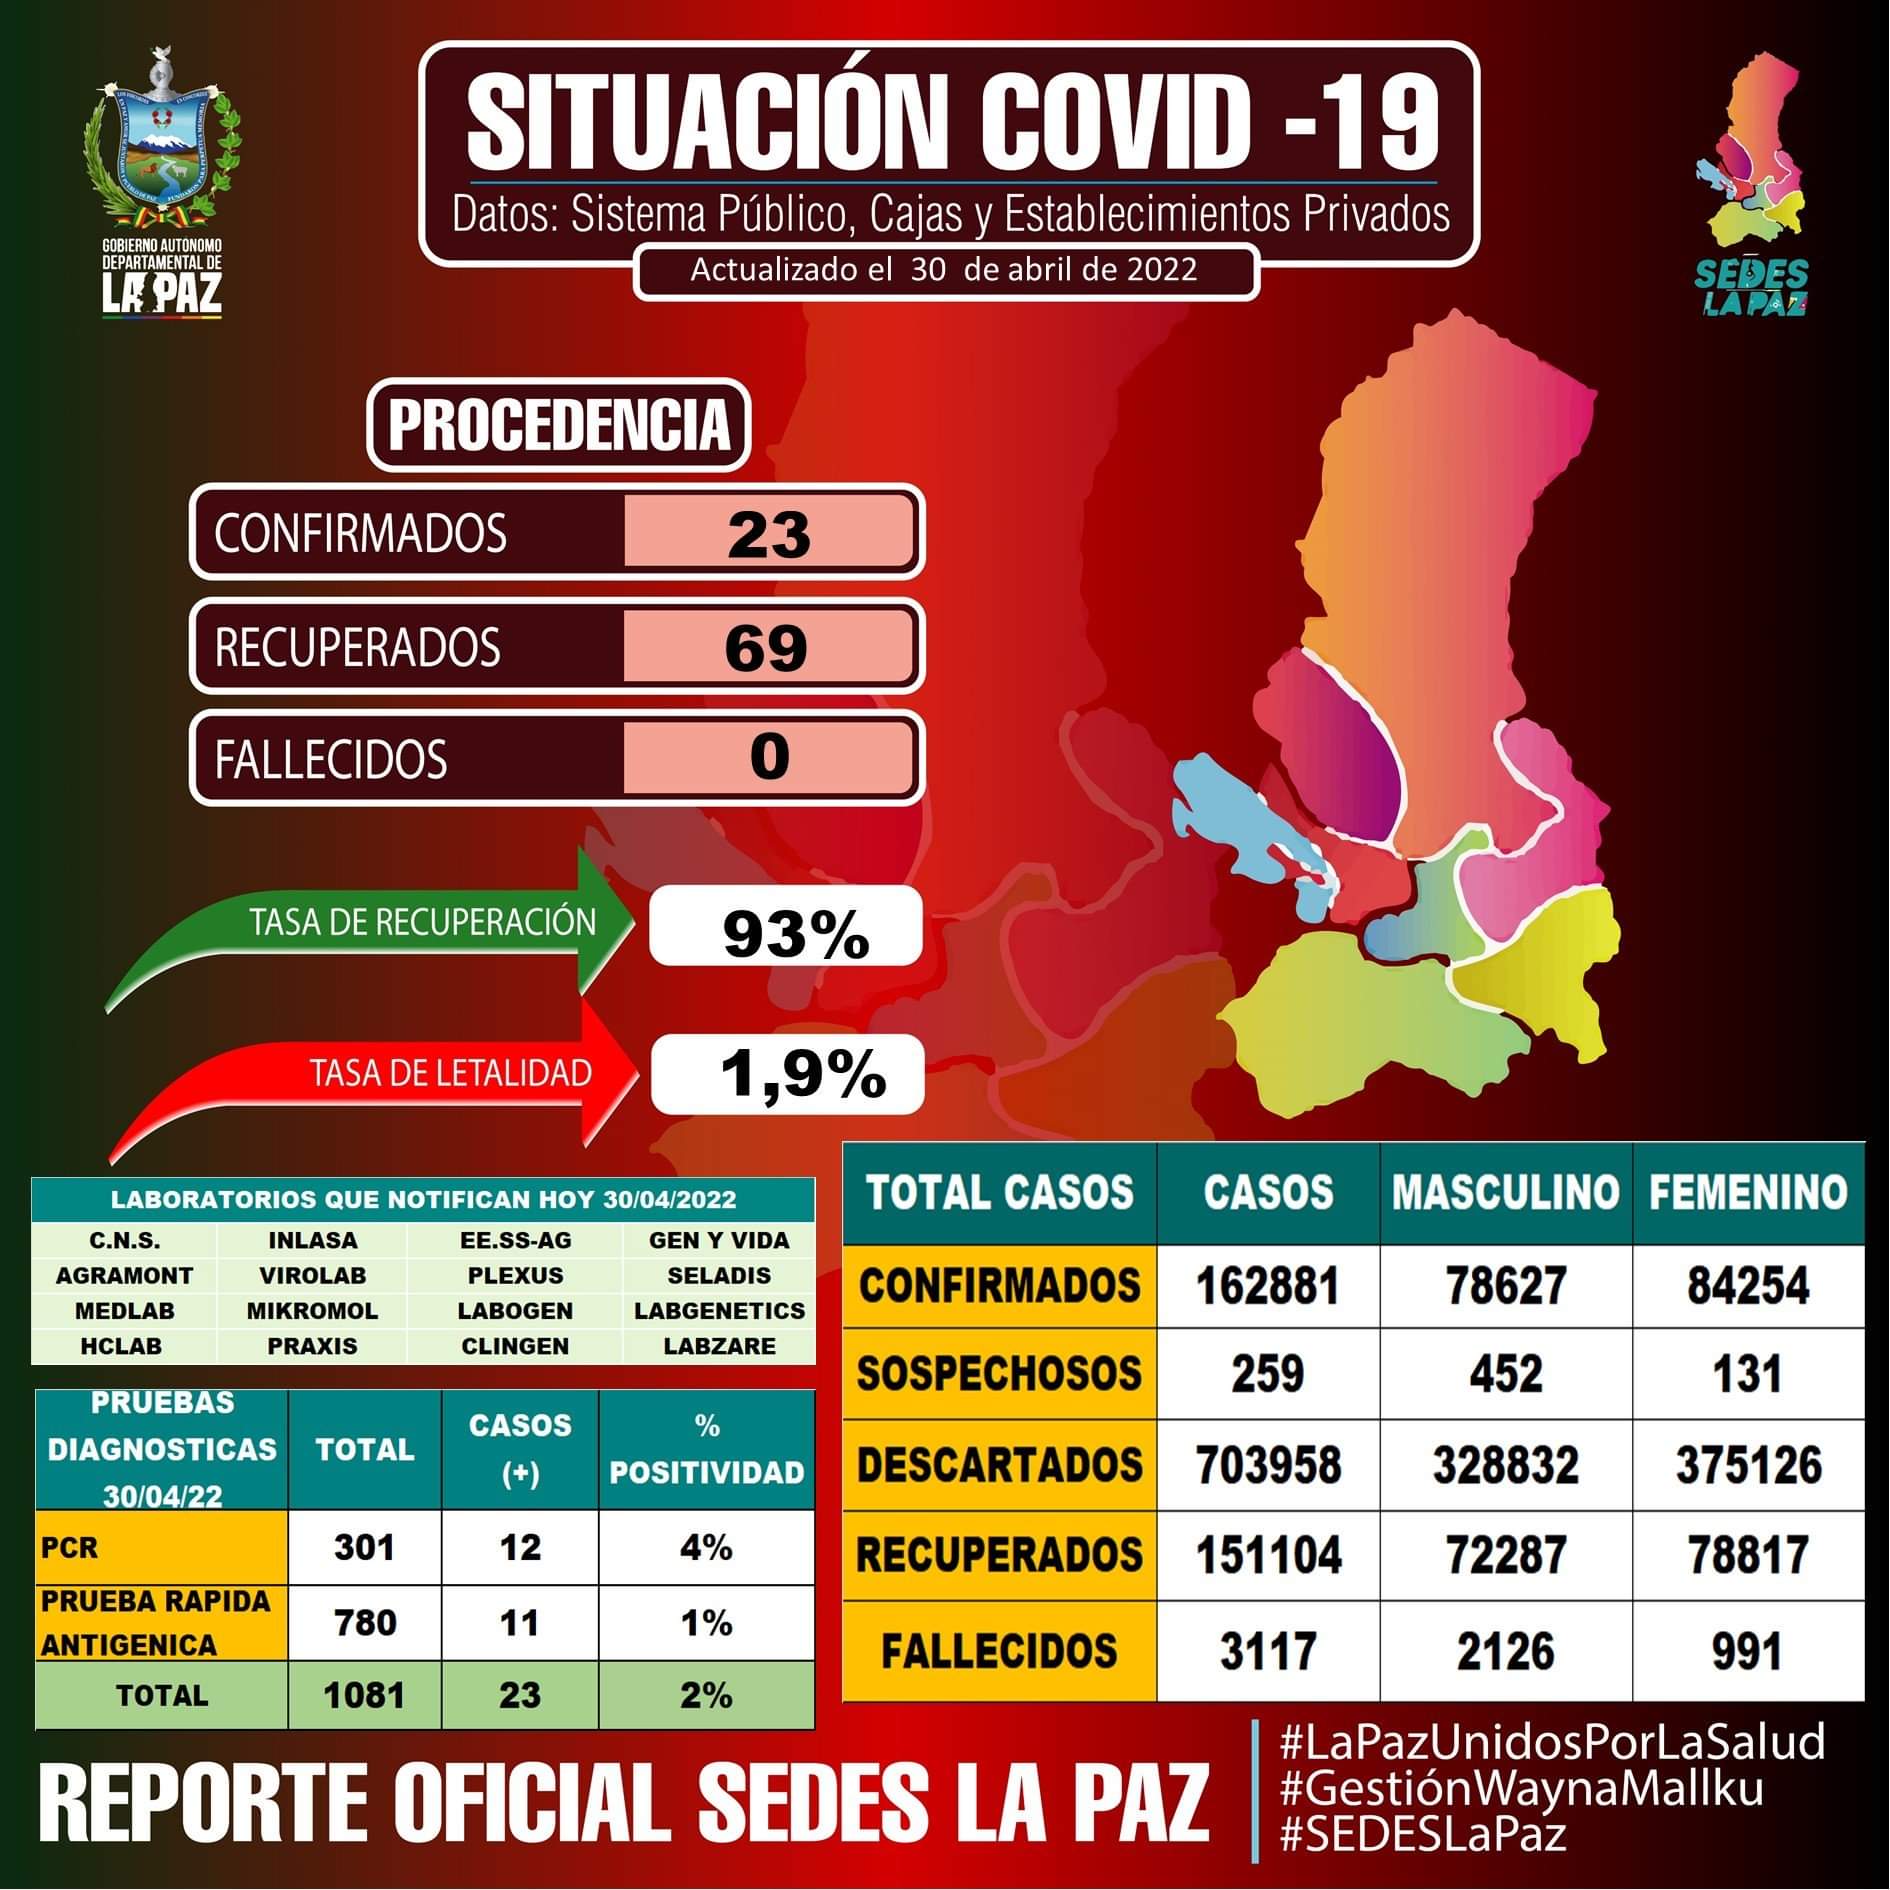 SITUACIÓN COVID -19
Datos: Sistema Público, Cajas y Establecimientos Privados
Actualizado el 30 de abril de 2022
GOBIERNO AUTÓNOMO
DEPARTAMENTAL DE
LA PAZ
SEDES
LA PAZ
PROCEDENCIA
CONFIRMADOS 23
RECUPERADOS 69
FALLECIDOS 0
TASA DE RECUPERACIÓN 93%
TASA DE LETALIDAD 1,9%
LABORATORIOS QUE NOTIFICAN HOY 30/04/2022
C.N.S. INLASA EE.SS-AG GEN Y VIDA
AGRAMONT VIROLAB PLEXUS SELADIS
MEDLAB MIKROMOL LABOGEN LABGENETICS
HCLAB PRAXIS CLINGEN LABZARE
PRUEBAS
DIAGNOSTICAS
30/04/22
TOTAL
CASOS
(+)
%
POSITIVIDAD
PCR 301 12 4%
PRUEBA RAPIDA
ANTIGENICA
780 11 1%
TOTAL 1081 23 2%
TOTAL CASOS CASOS MASCULINO FEMENINO
CONFIRMADOS 162881 78627 84254
SOSPECHOSOS 259 452 131
DESCARTADOS 703958 328832 375126
RECUPERADOS 151104 72287 78817
FALLECIDOS 3117 2126 991
REPORTE OFICIAL SEDES LA PAZ
#LaPazUnidosPorLaSalud
#GestiónWaynaMallku
#SEDESLaPaz